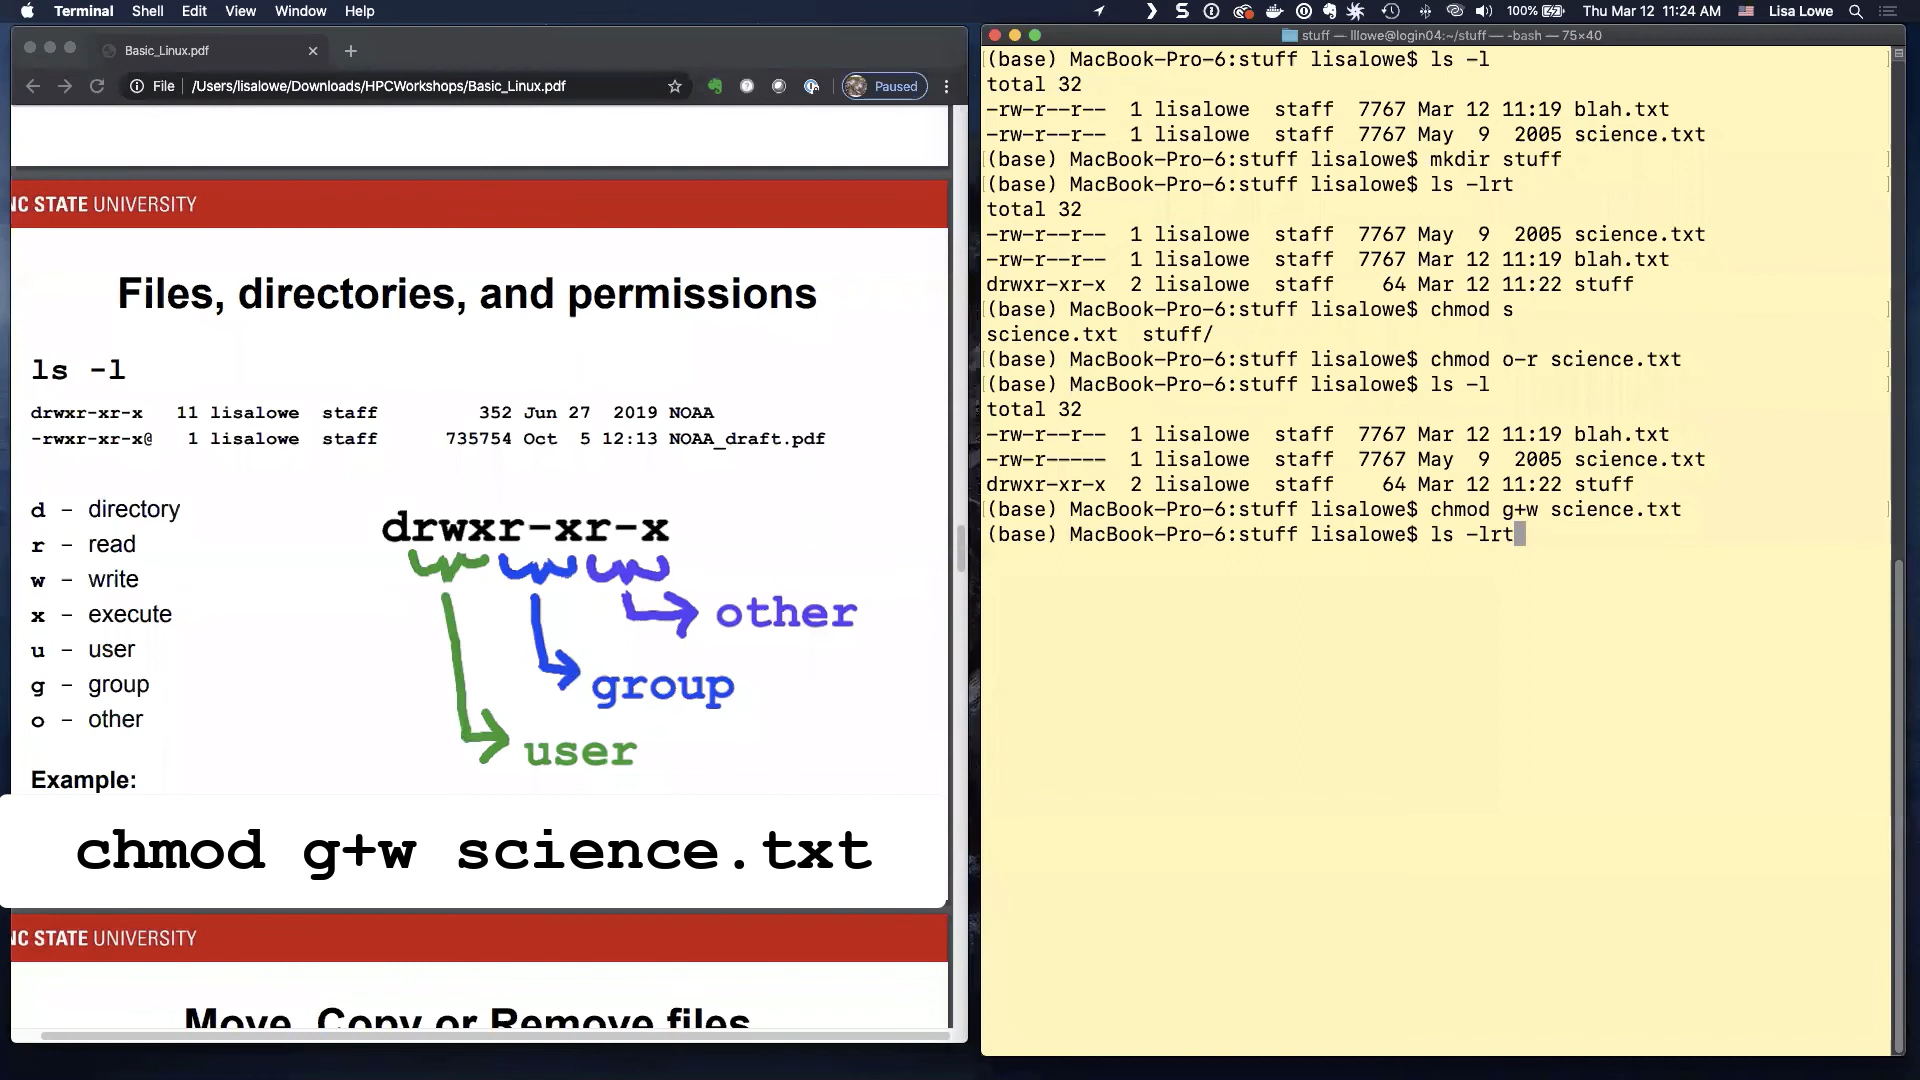 Terminal Shell Edit View Window Help
100% Thu Mar 12 11:24 AM Lisa Lowe
Basic_Linux.pdf
File /Users/lisalowe/Downloads/HPCWorkshops/Basic_Linux.pdf Paused
NC STATE UNIVERSITY
Files, directories, and permissions
ls -l
drwxr-xr-x 11 lisalowe staff 352 Jun 27 2019 NOAA
-rwxr-xr-x@ 1 lisalowe staff 735754 Oct 5 12:13 NOAA_draft.pdf
d - directory
r - read
w - write
x - execute
u - user
g - group
o - other
drwxr-xr-x
other
group
user
Example:
chmod g+w science.txt
NC STATE UNIVERSITY
Move, Copy or Remove files
stuff — lllowe@login04:~/stuff — -bash — 75×40
(base) MacBook-Pro-6:stuff lisalowe$ ls -l
total 32
-rw-r--r-- 1 lisalowe staff 7767 Mar 12 11:19 blah.txt
-rw-r--r-- 1 lisalowe staff 7767 May 9 2005 science.txt
(base) MacBook-Pro-6:stuff lisalowe$ mkdir stuff
(base) MacBook-Pro-6:stuff lisalowe$ ls -lrt
total 32
-rw-r--r-- 1 lisalowe staff 7767 May 9 2005 science.txt
-rw-r--r-- 1 lisalowe staff 7767 Mar 12 11:19 blah.txt
drwxr-xr-x 2 lisalowe staff 64 Mar 12 11:22 stuff
(base) MacBook-Pro-6:stuff lisalowe$ chmod s
science.txt stuff/
(base) MacBook-Pro-6:stuff lisalowe$ chmod o-r science.txt
(base) MacBook-Pro-6:stuff lisalowe$ ls -l
total 32
-rw-r--r-- 1 lisalowe staff 7767 Mar 12 11:19 blah.txt
-rw-r----- 1 lisalowe staff 7767 May 9 2005 science.txt
drwxr-xr-x 2 lisalowe staff 64 Mar 12 11:22 stuff
(base) MacBook-Pro-6:stuff lisalowe$ chmod g+w science.txt
(base) MacBook-Pro-6:stuff lisalowe$ ls -lrt